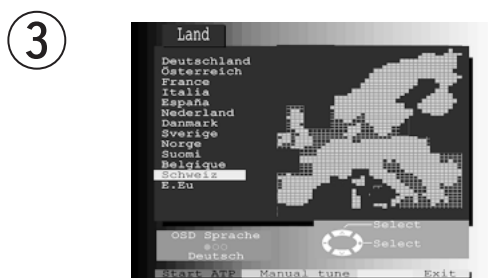 3
Land
Deutschland
Österreich
France
Italia
España
Nederland
Danmark
Sverige
Norge
Suomi
Belgique
Schweiz
E.Eu
Select
OSD Sprache
Select
Deutsch
Start ATP Manual tune Exit